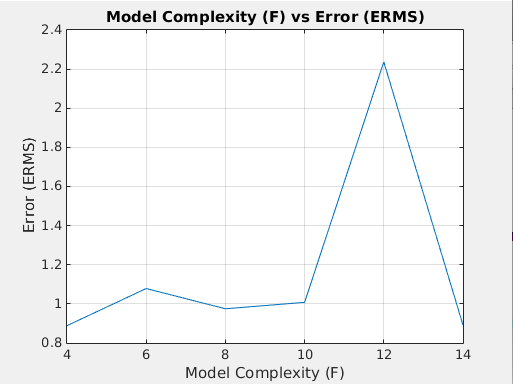 Model Complexity (F) vs Error (ERMS)
2.4
2.2
2
1.8
1.6
1.4
1.2
1
0.8
Error (ERMS)
4 6 8 10 12 14
Model Complexity (F)